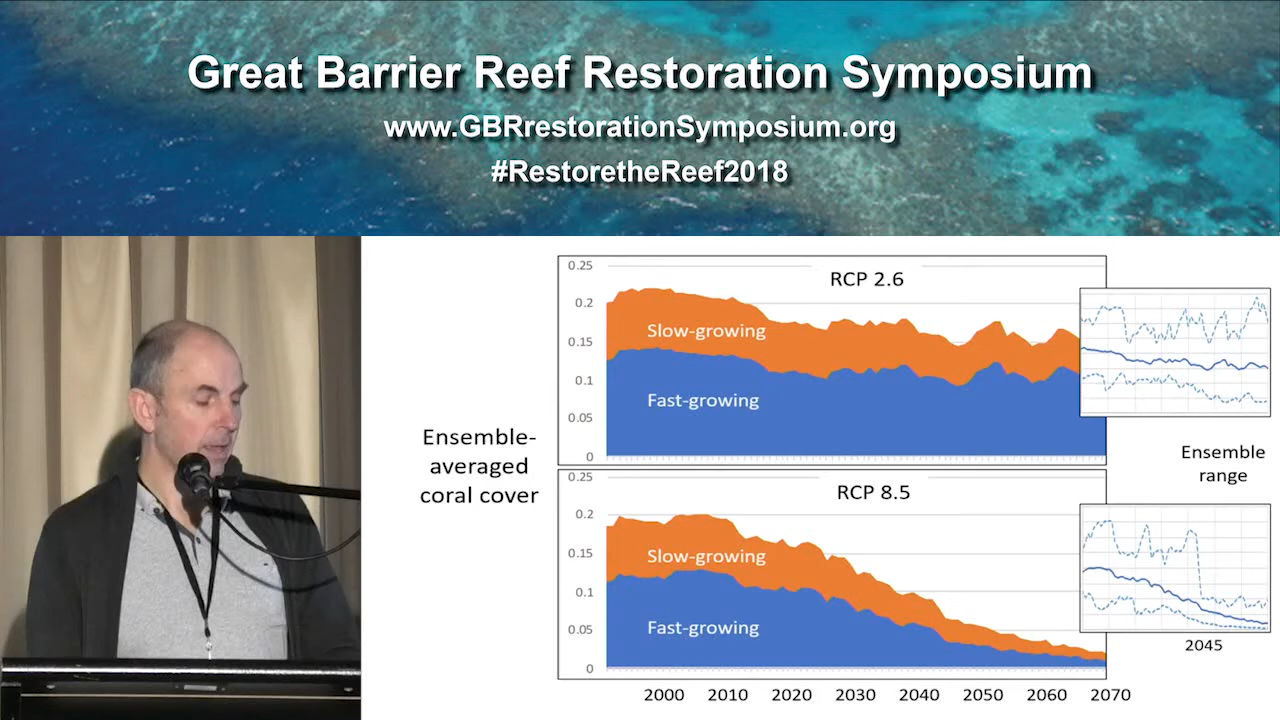 Great Barrier Reef Restoration Symposium
www.GBRrestorationSymposium.org
#RestoretheReef2018
Ensemble-
averaged
coral cover
0.25
RCP 2.6
0.2
Slow-growing
0.15
0.1
Fast-growing
0.05
0
0.25
RCP 8.5
0.2
Slow-growing
0.15
0.1
Fast-growing
0.05
0
2000 2010 2020 2030 2040 2050 2060 2070
Ensemble
range
2045